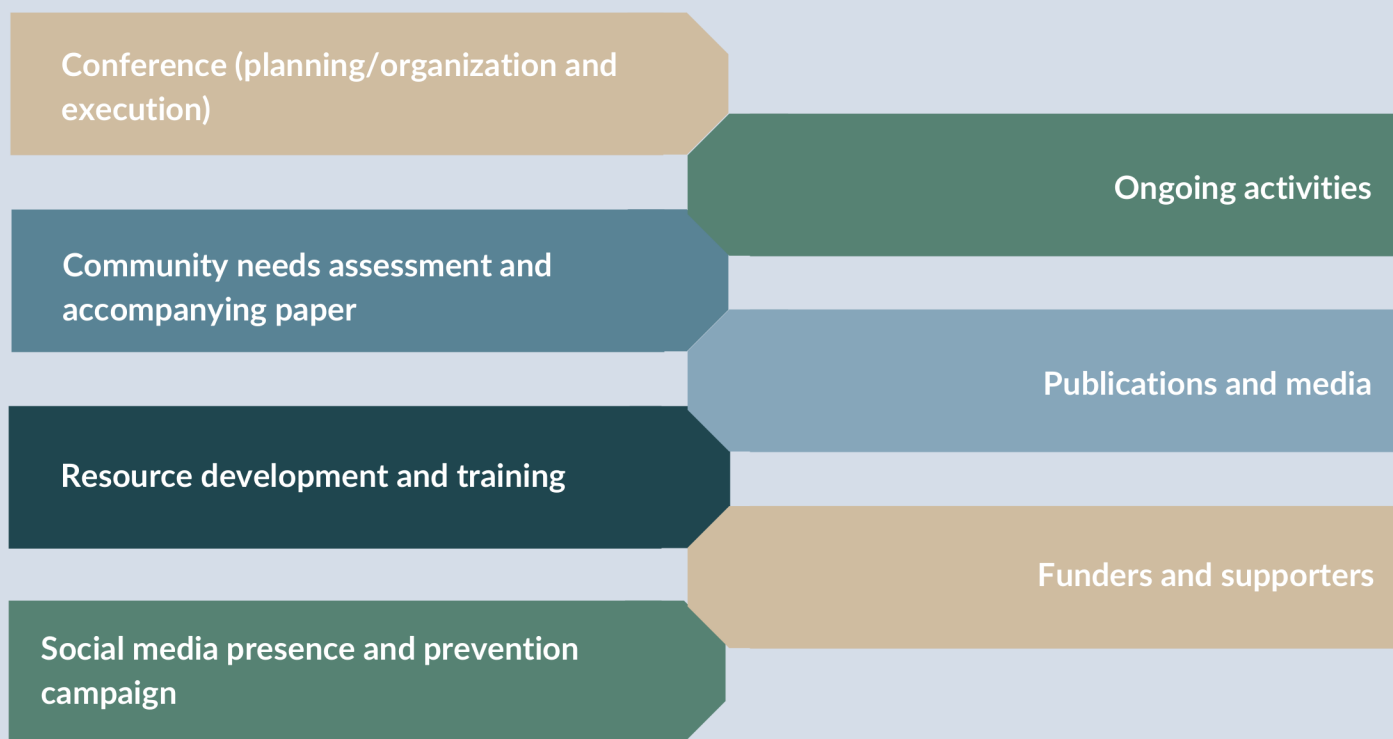 Conference (planning/organization and
execution)
Ongoing activities
Community needs assessment and
accompanying paper
Publications and media
Resource development and training
Funders and supporters
Social media presence and prevention
campaign